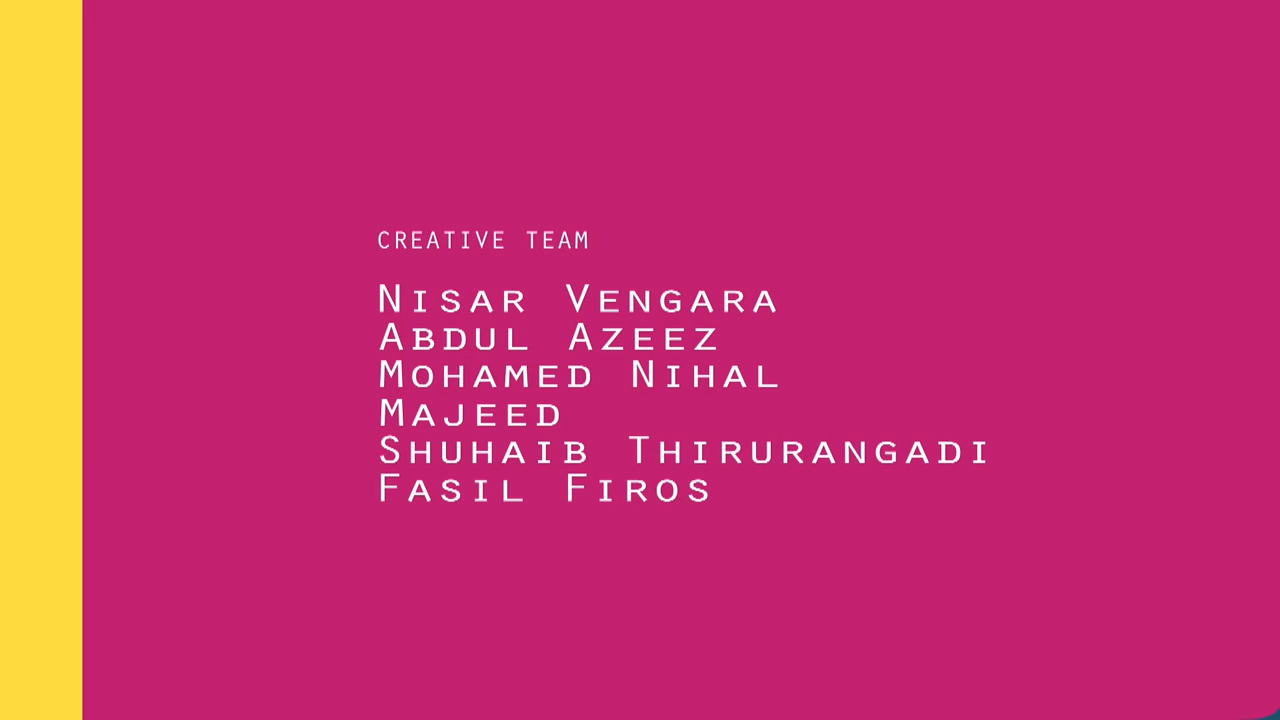 CREATIVE TEAM
Nisar Vengara
Abdul Azeez
Mohamed Nihal
Majeed
Shuhaib Thirurangadi
Fasil Firos